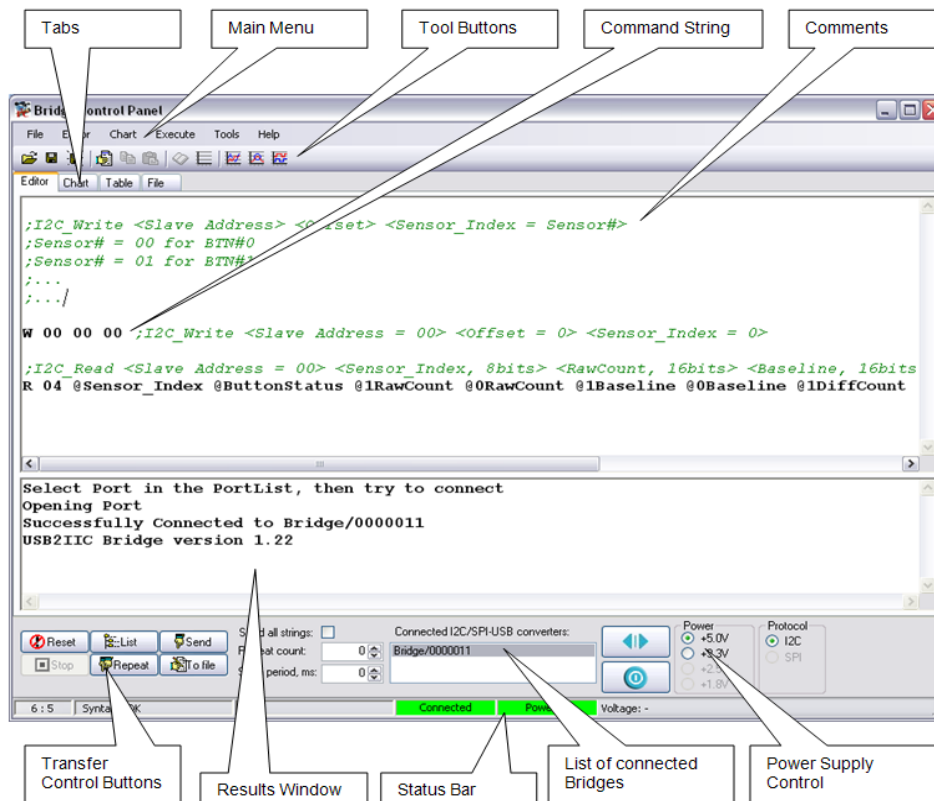 Tabs
Main Menu
Tool Buttons
Command String
Comments
Control Panel
File
Chart
Execute
Tools
Help
Editor
Chart
Table
File
;I2C_Write <Slave Address> <Offset> <Sensor_Index = Sensor#>
;Sensor# = 00 for BTN#0
;Sensor# = 01 for BTN#1
;...
;...
W 00 00 00 ;I2C_Write <Slave Address = 00> <Offset = 0> <Sensor_Index = 0>
;I2C_Read <Slave Address = 00> <Sensor_Index, 8bits> <RawCount, 16bits> <Baseline, 16bits
R 04 @Sensor_Index @ButtonStatus @1RawCount @0RawCount @1Baseline @0Baseline @1DiffCount
Select Port in the PortList, then try to connect
Opening Port
Successfully Connected to Bridge/0000011
USB2IIC Bridge version 1.22
Reset
List
Send
Stop
Repeat
To file
all strings:
count: 0
period, ms: 0
Connected I2C/SPI-USB converters:
Bridge/0000011
Power
+5.0V
+3.3V
+1.8V
Protocol
I2C
SPI
6 : 5
Connected
Voltage: -
Transfer
Control Buttons
Results Window
Status Bar
List of connected
Bridges
Power Supply
Control